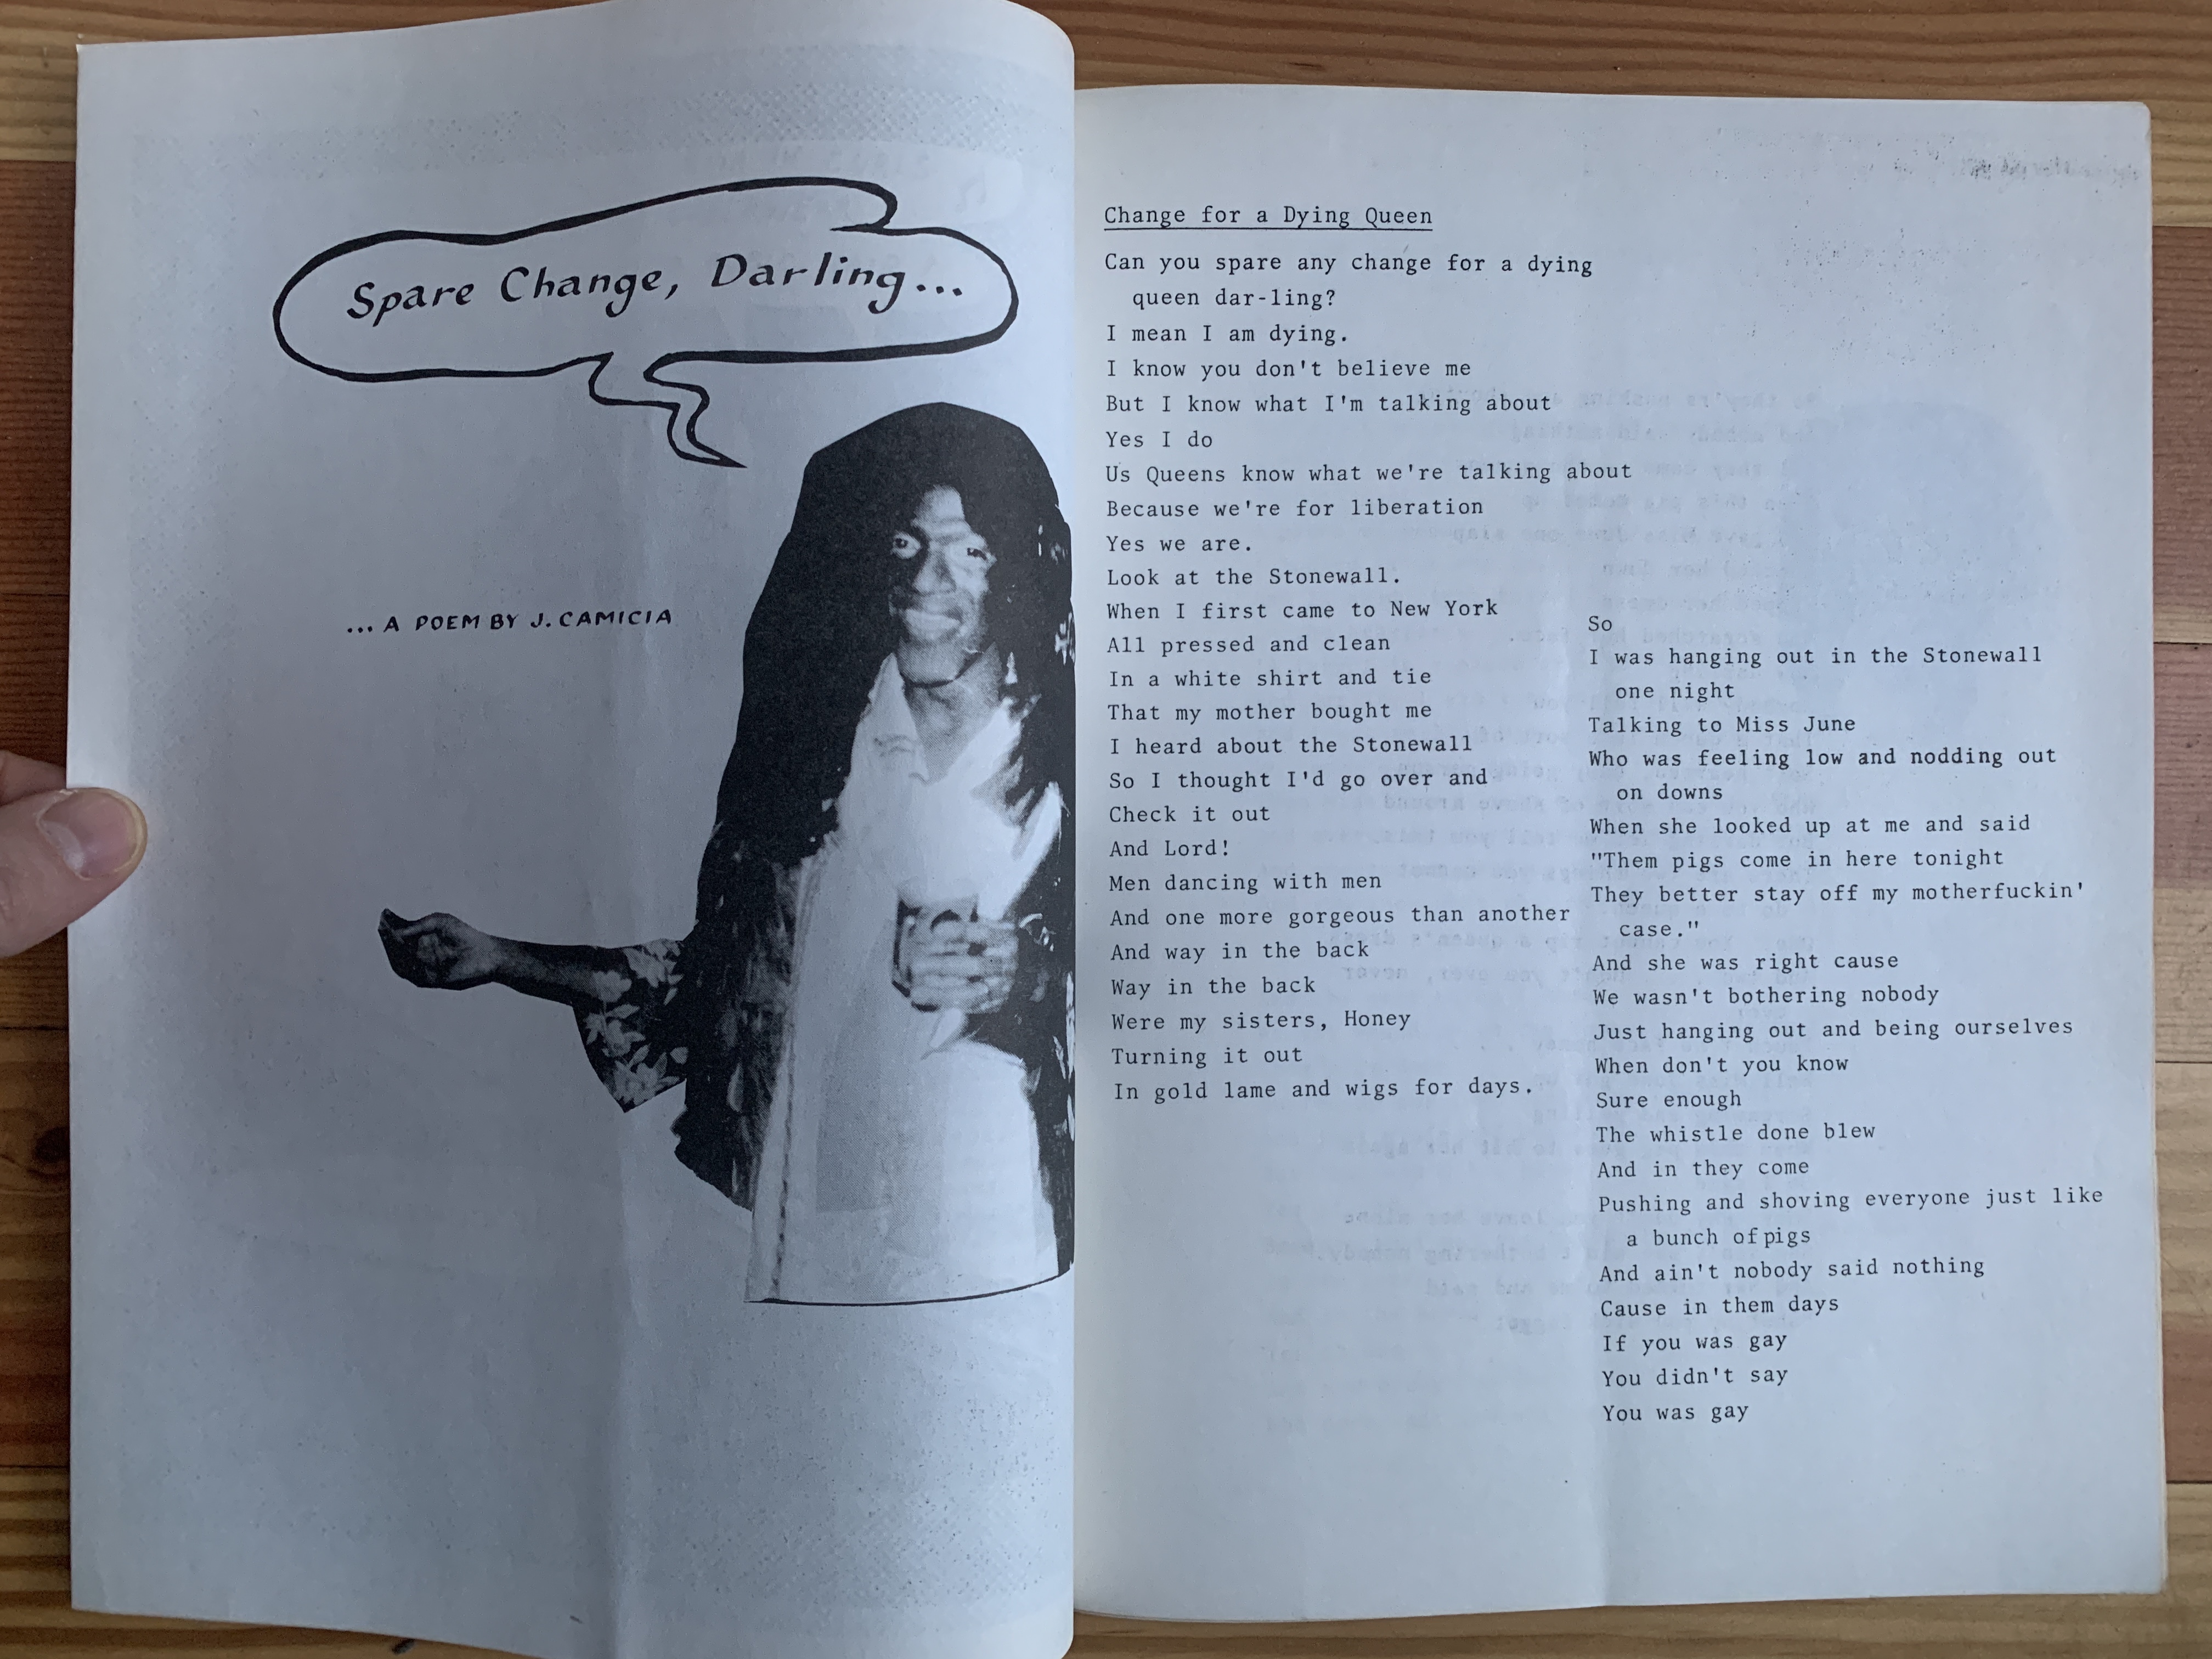 Spare Change, Darling...
... A POEM BY J. CAMICIA
Change for a Dying Queen
Can you spare any change for a dying
queen dar-ling?
I mean I am dying.
I know you don't believe me
But I know what I'm talking about
Yes I do
Us Queens know what we're talking about
Because we're for liberation
Yes we are.
Look at the Stonewall.
When I first came to New York
All pressed and clean
In a white shirt and tie
That my mother bought me
I heard about the Stonewall
So I thought I'd go over and
Check it out
And Lord!
Men dancing with men
And one more gorgeous than another
And way in the back
Way in the back
Were my sisters, Honey
Turning it out
In gold lame and wigs for days.
So
I was hanging out in the Stonewall
one night
Talking to Miss June
Who was feeling low and nodding out
on downs
When she looked up at me and said
"Them pigs come in here tonight
They better stay off my motherfuckin'
case."
And she was right cause
We wasn't bothering nobody
Just hanging out and being ourselves
When don't you know
Sure enough
The whistle done blew
And in they come
Pushing and shoving everyone just like
a bunch of pigs
And ain't nobody said nothing
Cause in them days
If you was gay
You didn't say
You was gay